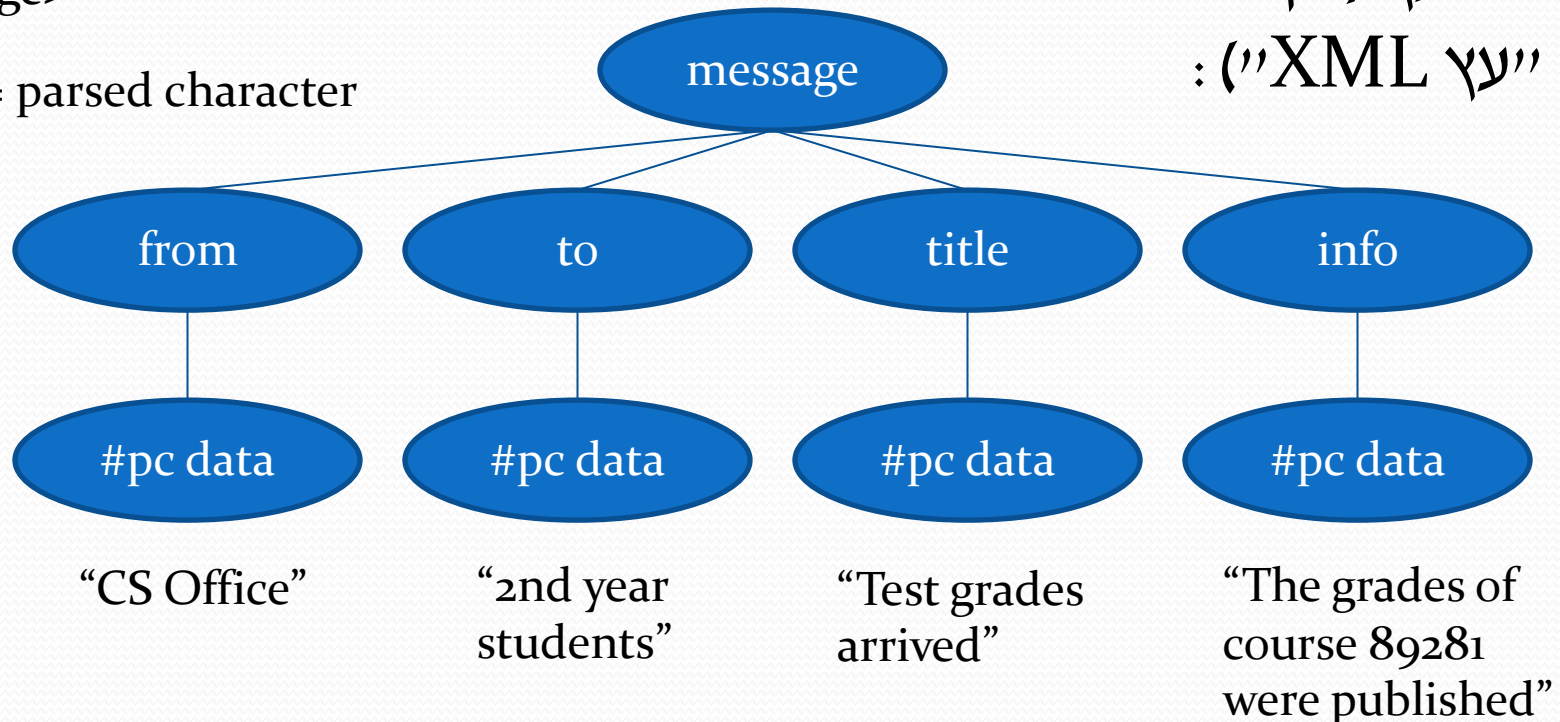 ”עץ XML”) :
= parsed character
message
from
to
title
info
#pc data
#pc data
#pc data
#pc data
“CS Office”
“2nd year
students”
“Test grades
arrived”
“The grades of
course 89281
were published”